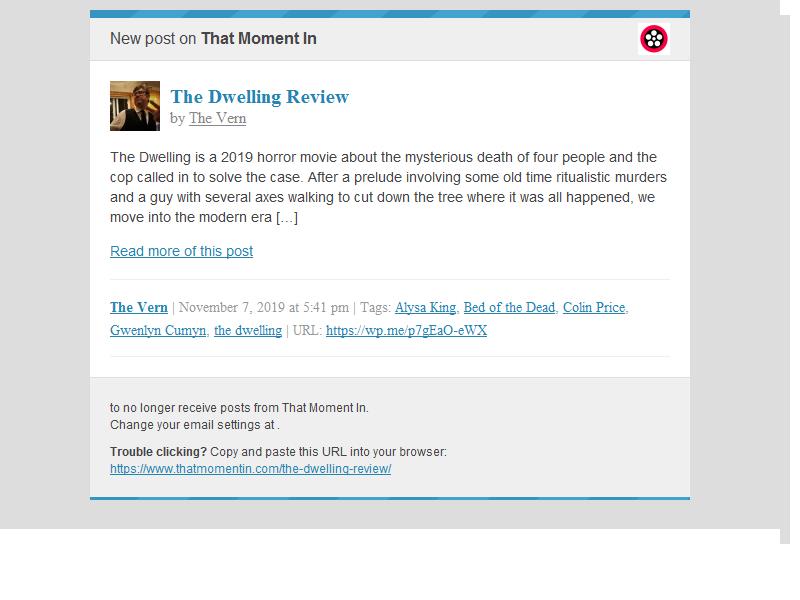 New post on That Moment In
The Dwelling Review
by The Vern
The Dwelling is a 2019 horror movie about the mysterious death of four people and the
cop called in to solve the case. After a prelude involving some old time ritualistic murders
and a guy with several axes walking to cut down the tree where it was all happened, we
move into the modern era […]
Read more of this post
The Vern | November 7, 2019 at 5:41 pm | Tags: Alysa King, Bed of the Dead, Colin Price,
Gwenlyn Cumyn, the dwelling | URL: https://wp.me/p7gEaO-eWX
to no longer receive posts from That Moment In.
Change your email settings at .
Trouble clicking? Copy and paste this URL into your browser:
https://www.thatmomentin.com/the-dwelling-review/